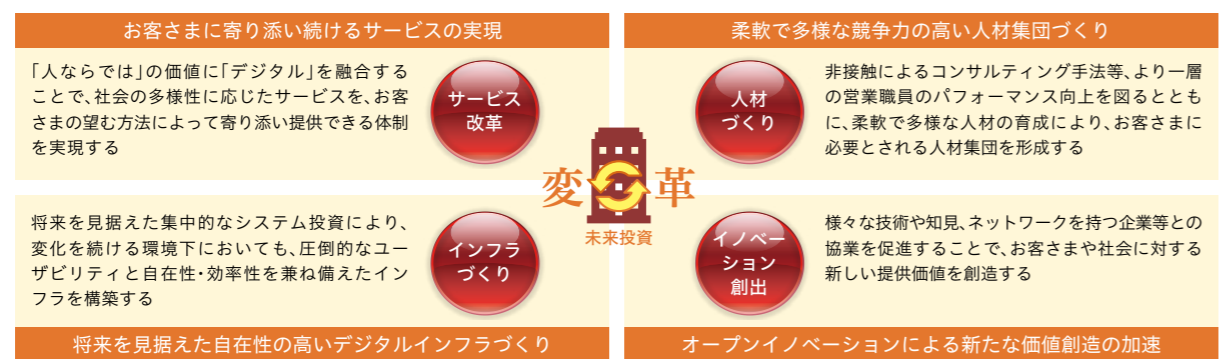 お客さまに寄り添い続けるサービスの実現
「人ならでは」の価値に「デジタル」を融合する
ことで、社会の多様性に応じたサービスを、お客
さまの望む方法によって寄り添い提供できる体制
を実現する
サービス
改革
柔軟で多様な競争力の高い人材集団づくり
人材
づくり
非接触によるコンサルティング手法等、より一層
の営業職員のパフォーマンス向上を図るととも
に、柔軟で多様な人材の育成により、お客さまに
必要とされる人材集団を形成する
変革
未来投資
将来を見据えた集中的なシステム投資により、
変化を続ける環境下においても、圧倒的なユー
ザビリティと自在性・効率性を兼ね備えたイン
フラを構築する
インフラ
づくり
将来を見据えた自在性の高いデジタルインフラづくり
イノベー
ション
創出
様々な技術や知見、ネットワークを持つ企業等との
協業を促進することで、お客さまや社会に対する
新しい提供価値を創造する
オープンイノベーションによる新たな価値創造の加速